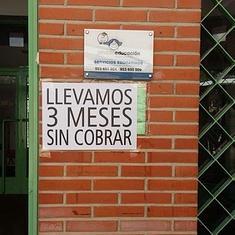 educación
SERVICIOS EDUCATIVOS
LLEVAMOS
3 MESES
SIN COBRAR